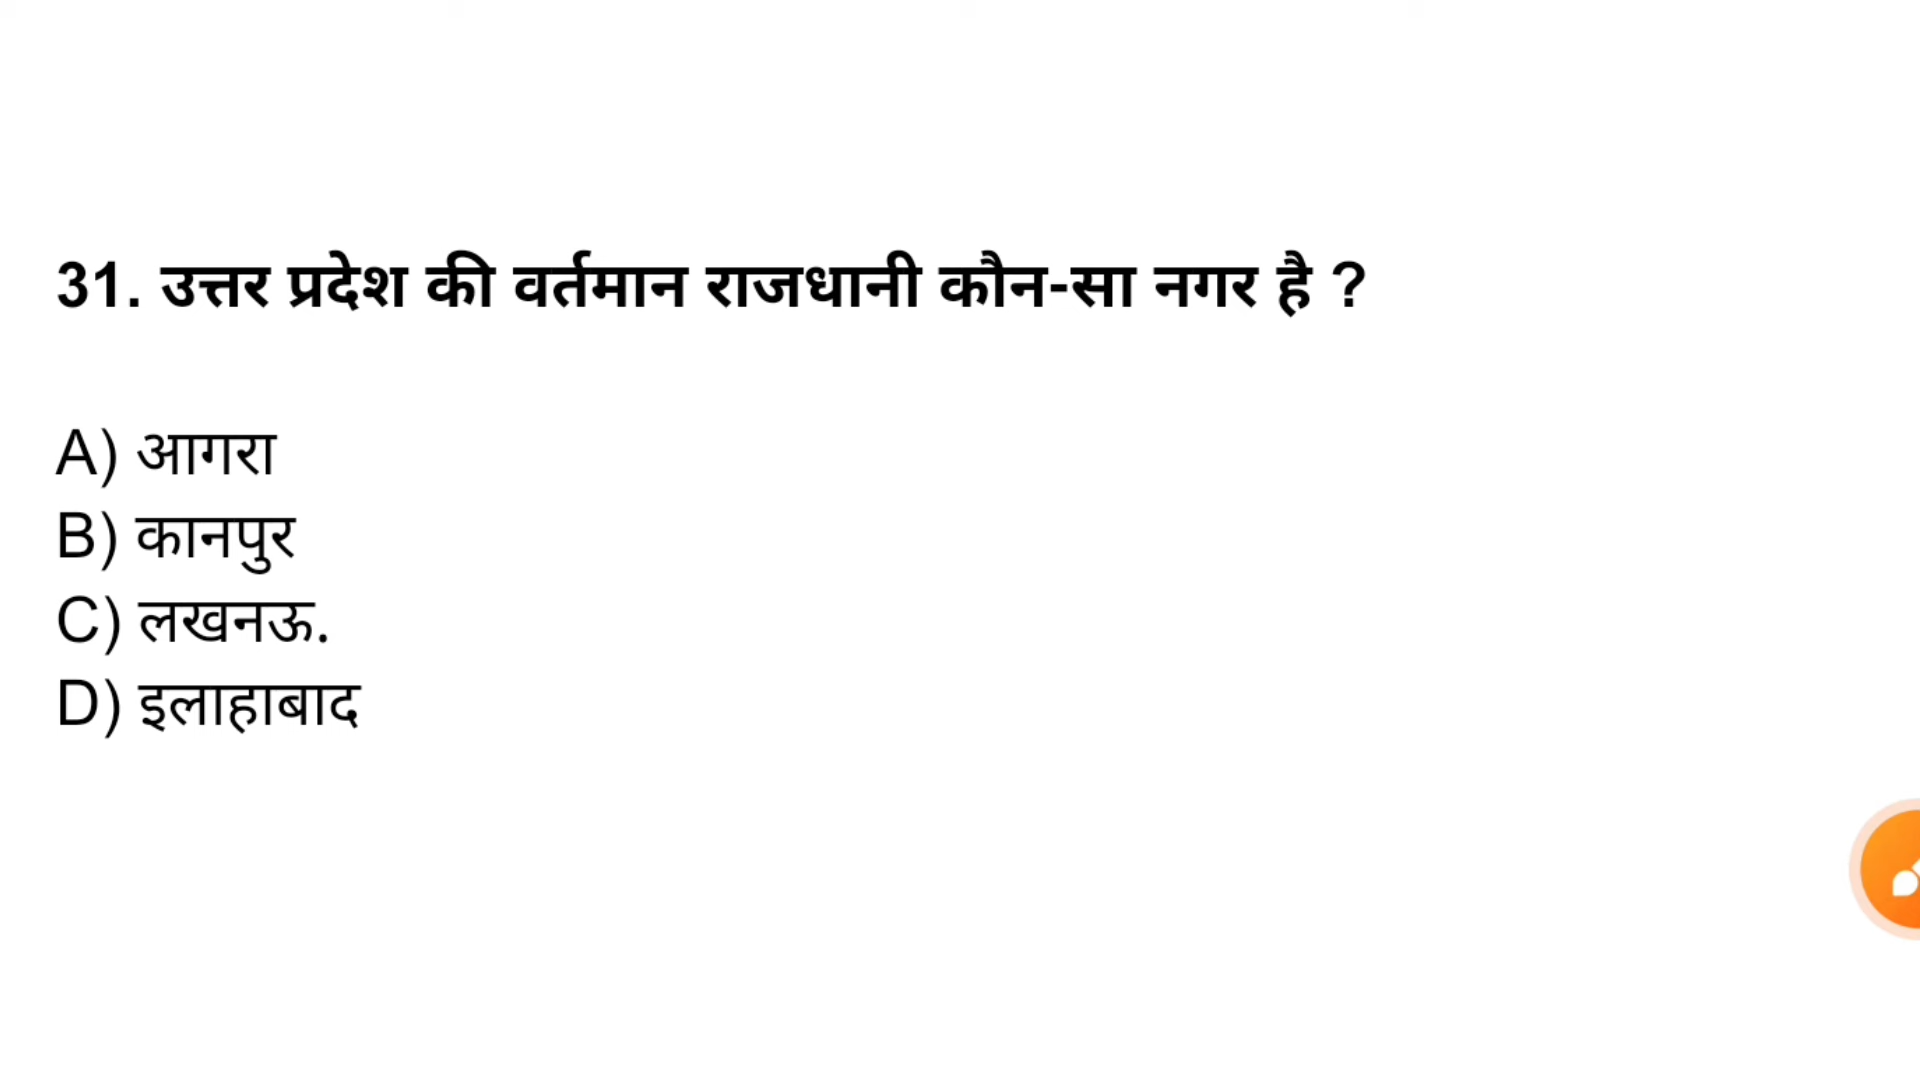 31. उत्तर प्रदेश की वर्तमान राजधानी कौन-सा नगर है ?
A) आगरा
B) कानपुर
C) लखनऊ.
D) इलाहाबाद